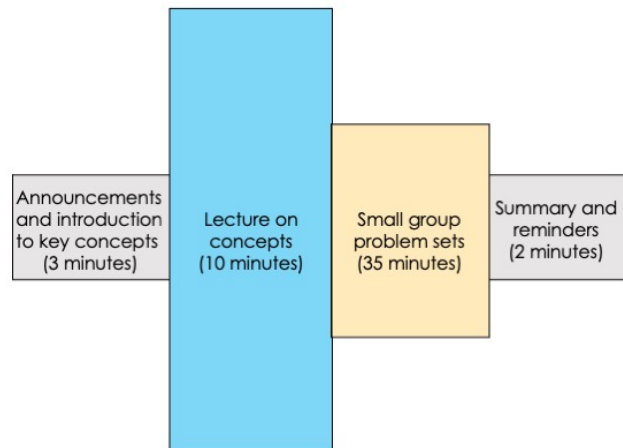 Announcements
and introduction
to key concepts
(3 minutes)
Lecture on
concepts
(10 minutes)
Small group
problem sets
(35 minutes)
Summary and
reminders
(2 minutes)